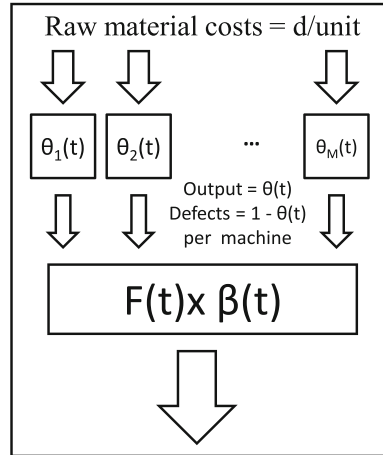 Raw material costs = d/unit
θ₁(t) θ₂(t) ... θM(t)
Output = θ(t)
Defects = 1 - θ(t)
per machine
F(t)x β(t)